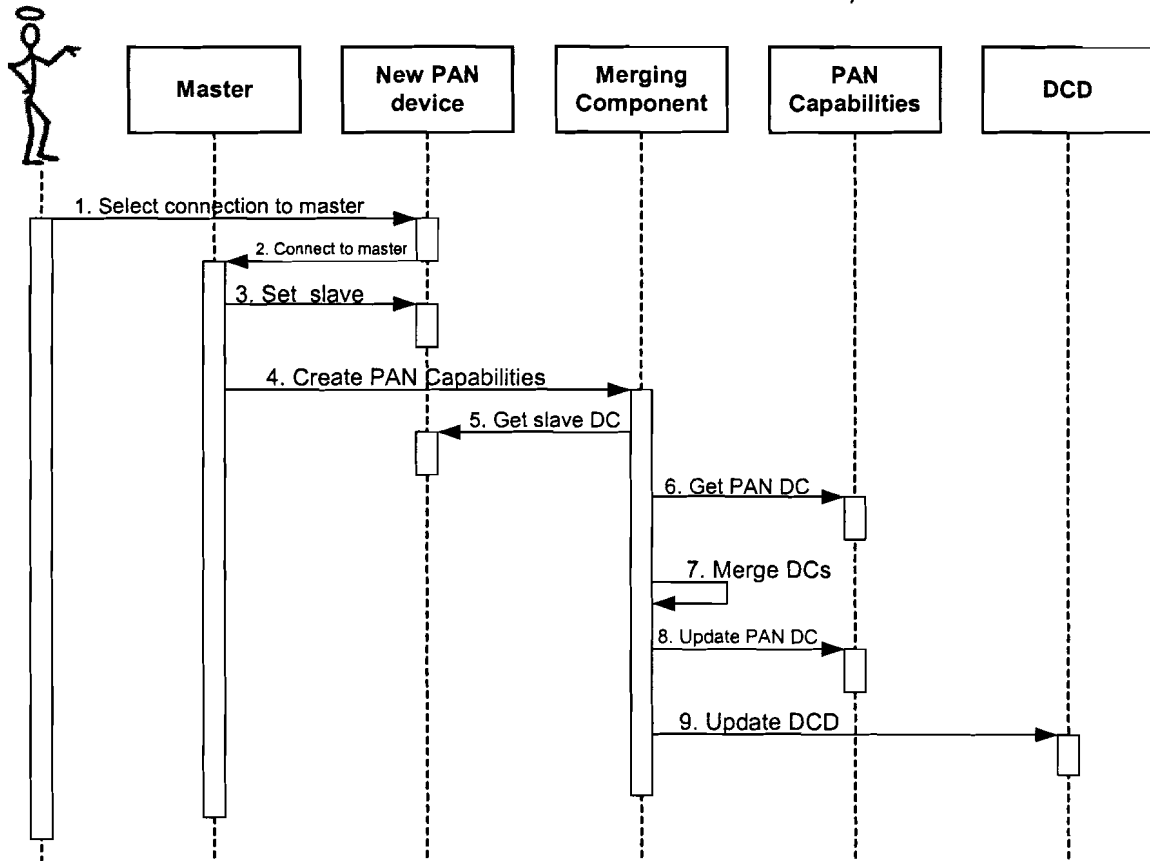 Master
New PAN
device
Merging
Component
PAN
Capabilities
DCD
1. Select connection to master
2. Connect to master
3. Set slave
4. Create PAN Capabilities
5. Get slave DC
6. Get PAN DC
7. Merge DCs
8. Update PAN DC
9. Update DCD